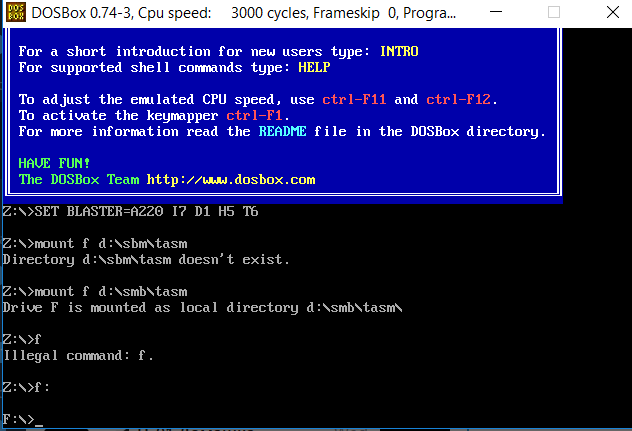 DOS BOX
DOSBox 0.74-3, Cpu speed: 3000 cycles, Frameskip 0, Progra...
For a short introduction for new users type: INTRO
For supported shell commands type: HELP
To adjust the emulated CPU speed, use ctrl-F11 and ctrl-F12.
To activate the keymapper ctrl-F1.
For more information read the README file in the DOSBox directory.
HAVE FUN!
The DOSBox Team http://www.dosbox.com
Z:\>SET BLASTER=A220 I7 D1 H5 T6
Z:\>mount f d:\sbm\tasm
Directory d:\sbm\tasm doesn't exist.
Z:\>mount f d:\smb\tasm
Drive F is mounted as local directory d:\smb\tasm\
Z:\>f
Illegal command: f.
Z:\>f:
F:\>_